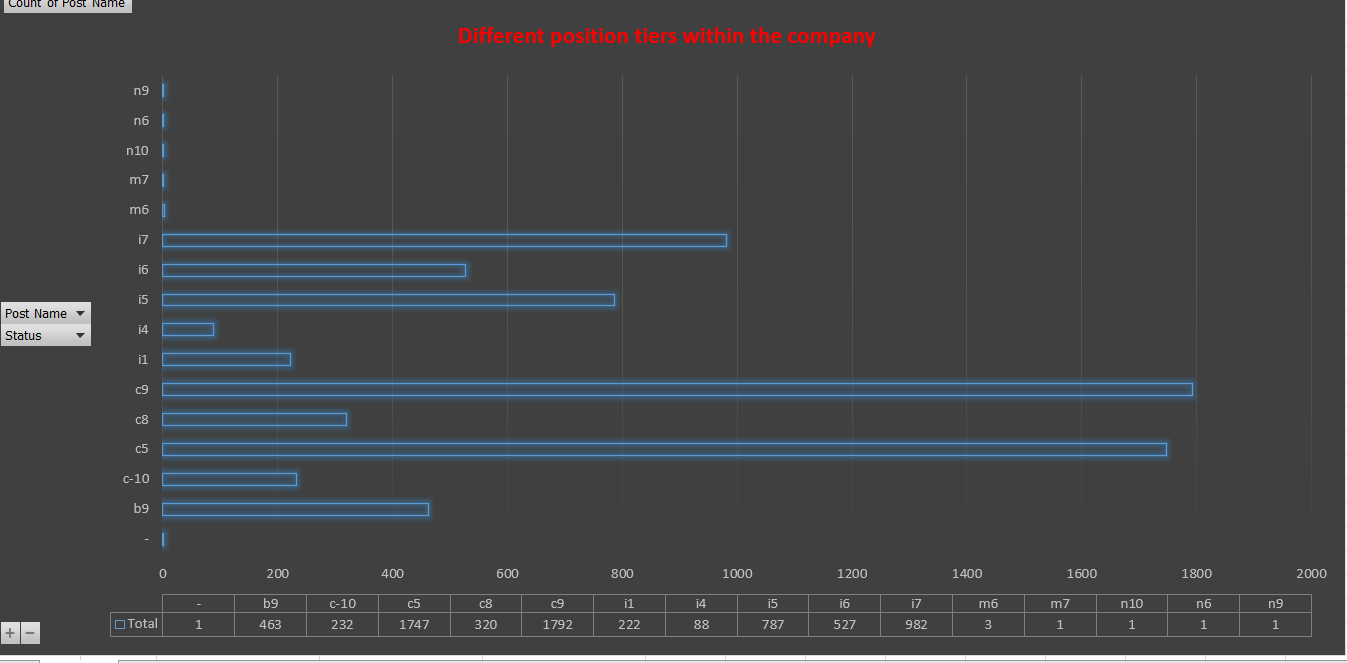 Count of Post Name
Different position tiers within the company
n9
n6
n10
m7
m6
i7
i6
i5
i4
i1
c9
c8
c5
c-10
b9
-
Post Name
Status
0 200 400 600 800 1000 1200 1400 1600 1800 2000
- b9 c-10 c5 c8 c9 i1 i4 i5 i6 i7 m6 m7 n10 n6 n9
Total 1 463 232 1747 320 1792 222 88 787 527 982 3 1 1 1 1
+ −